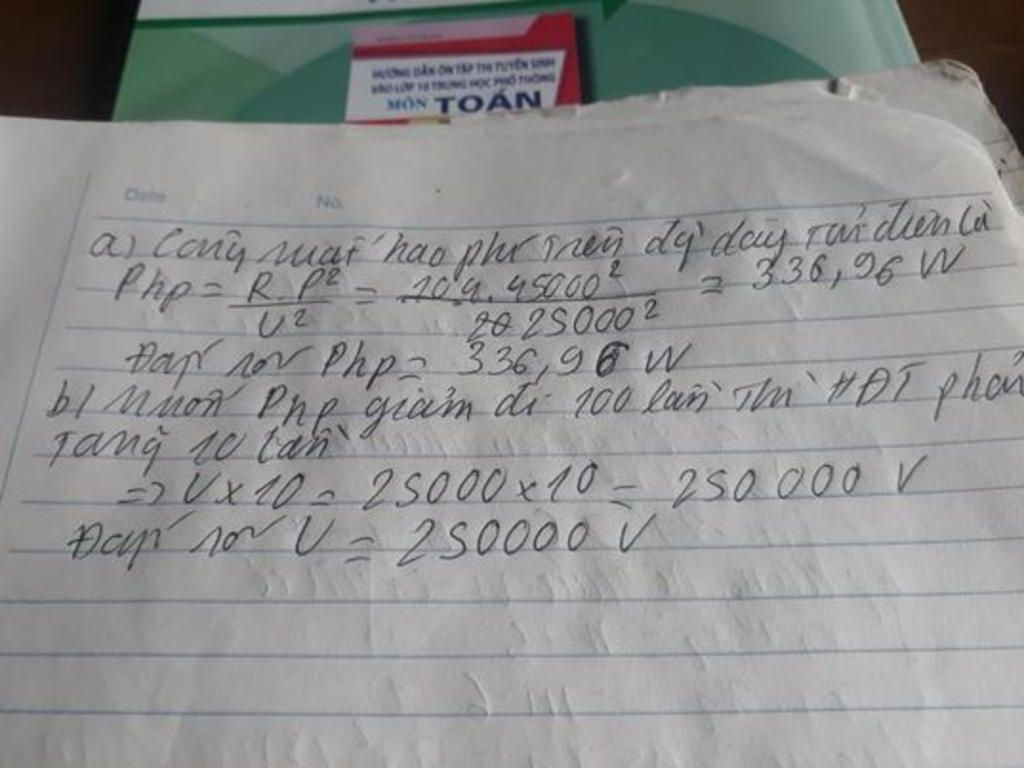 HƯỚNG DẪN ÔN TẬP THI TUYỂN SINH
VÀO LỚP 10 TRUNG HỌC PHỔ THÔNG
MÔN TOÁN
Date No.
a) Công suất hao phí trên đg dây tải điện là
Php = R.P² / U² = 104.45000² / 25000² = 336,96 W
Đáp số Php = 336,96 W
b) Muốn Php giảm đi 100 lần thì HĐT phải
tăng 10 lần
=> U×10 = 25000×10 = 250 000 V
Đáp số U = 250000 V